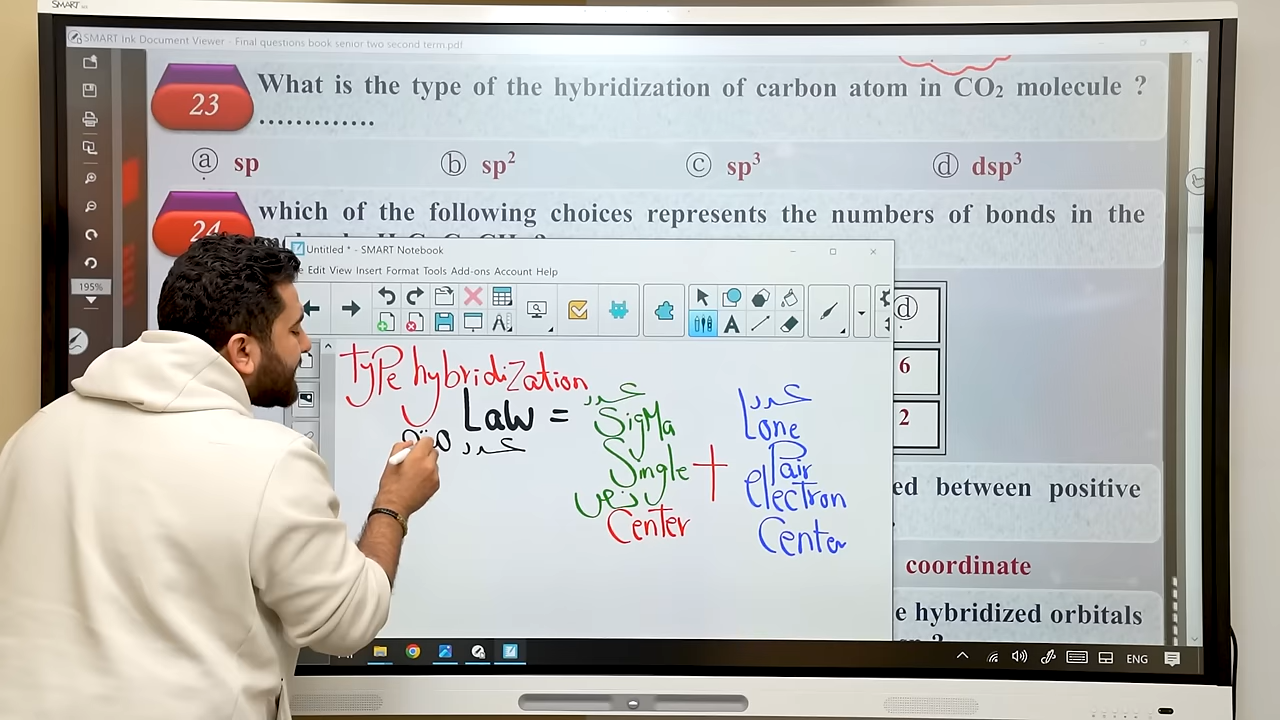 SMART
SMART Ink Document Viewer - Final questions book senior two second term.pdf
23
What is the type of the hybridization of carbon atom in CO₂ molecule ?
.............
ⓐ sp
ⓑ sp²
ⓒ sp³
ⓓ dsp³
24
which of the following choices represents the numbers of bonds in the
195%
Untitled * - SMART Notebook
Edit View Insert Format Tools Add-ons Account Help
ⓓ
6
2
type hybridization
Law =
عدد
عدد
SigMa
Single
Center
+
عدد
Lone
Pair
electron
Center
ed between positive
coordinate
e hybridized orbitals
ENG